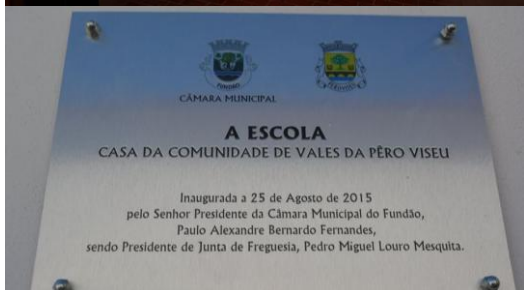 FUNDÃO
CÂMARA MUNICIPAL
A ESCOLA
CASA DA COMUNIDADE DE VALES DA PÊRO VISEU
Inaugurada a 25 de Agosto de 2015
pelo Senhor Presidente da Câmara Municipal do Fundão,
Paulo Alexandre Bernardo Fernandes,
sendo Presidente de Junta de Freguesia, Pedro Miguel Louro Mesquita.